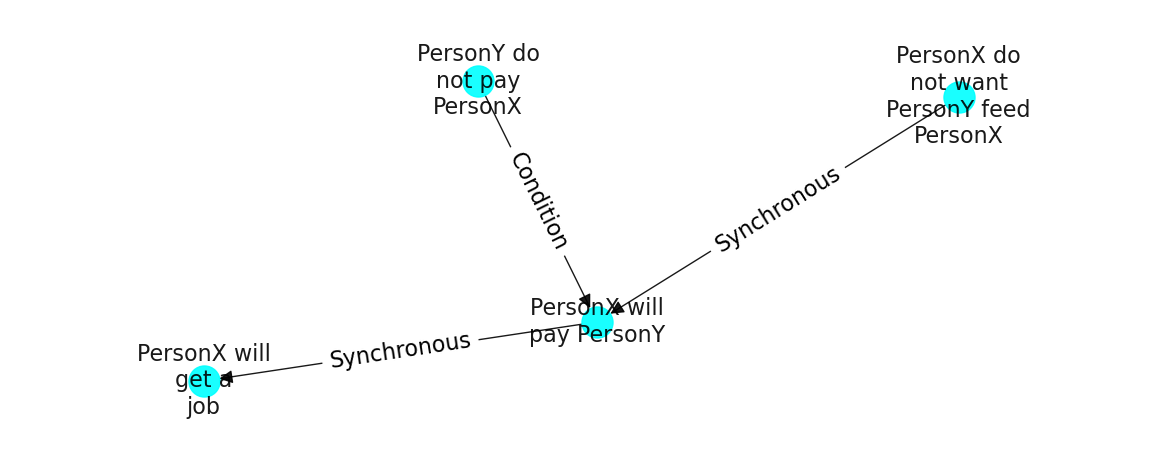 PersonY do
not pay
PersonX
PersonX do
not want
PersonY feed
PersonX
Condition
Synchronous
PersonX will
pay PersonY
Synchronous
PersonX will
get a
job